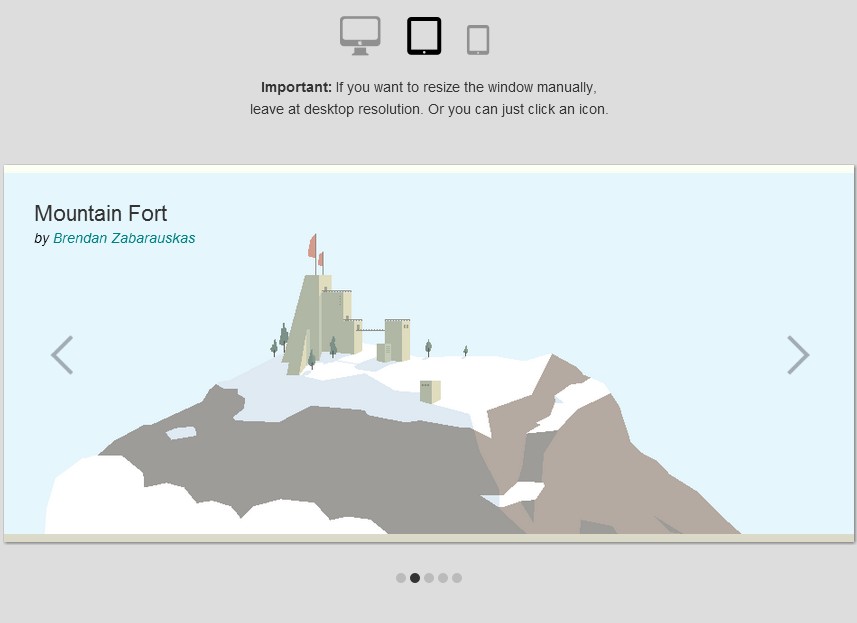 Important: If you want to resize the window manually,
leave at desktop resolution. Or you can just click an icon.
Mountain Fort
by Brendan Zabarauskas